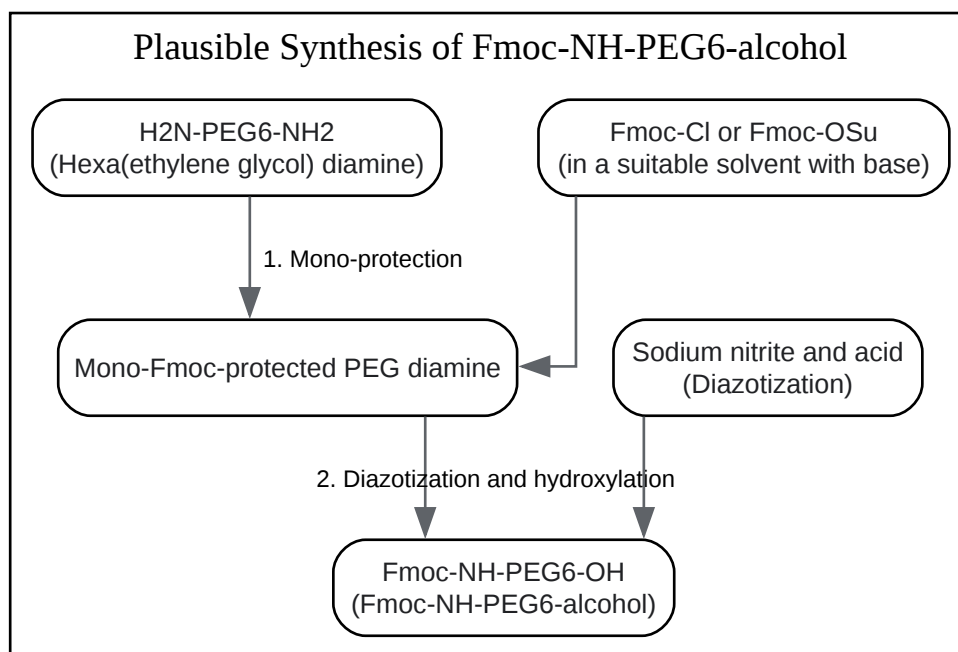 Plausible Synthesis of Fmoc-NH-PEG6-alcohol
H2N-PEG6-NH2
(Hexa(ethylene glycol) diamine)
Fmoc-Cl or Fmoc-OSu
(in a suitable solvent with base)
1. Mono-protection
Mono-Fmoc-protected PEG diamine
Sodium nitrite and acid
(Diazotization)
2. Diazotization and hydroxylation
Fmoc-NH-PEG6-OH
(Fmoc-NH-PEG6-alcohol)